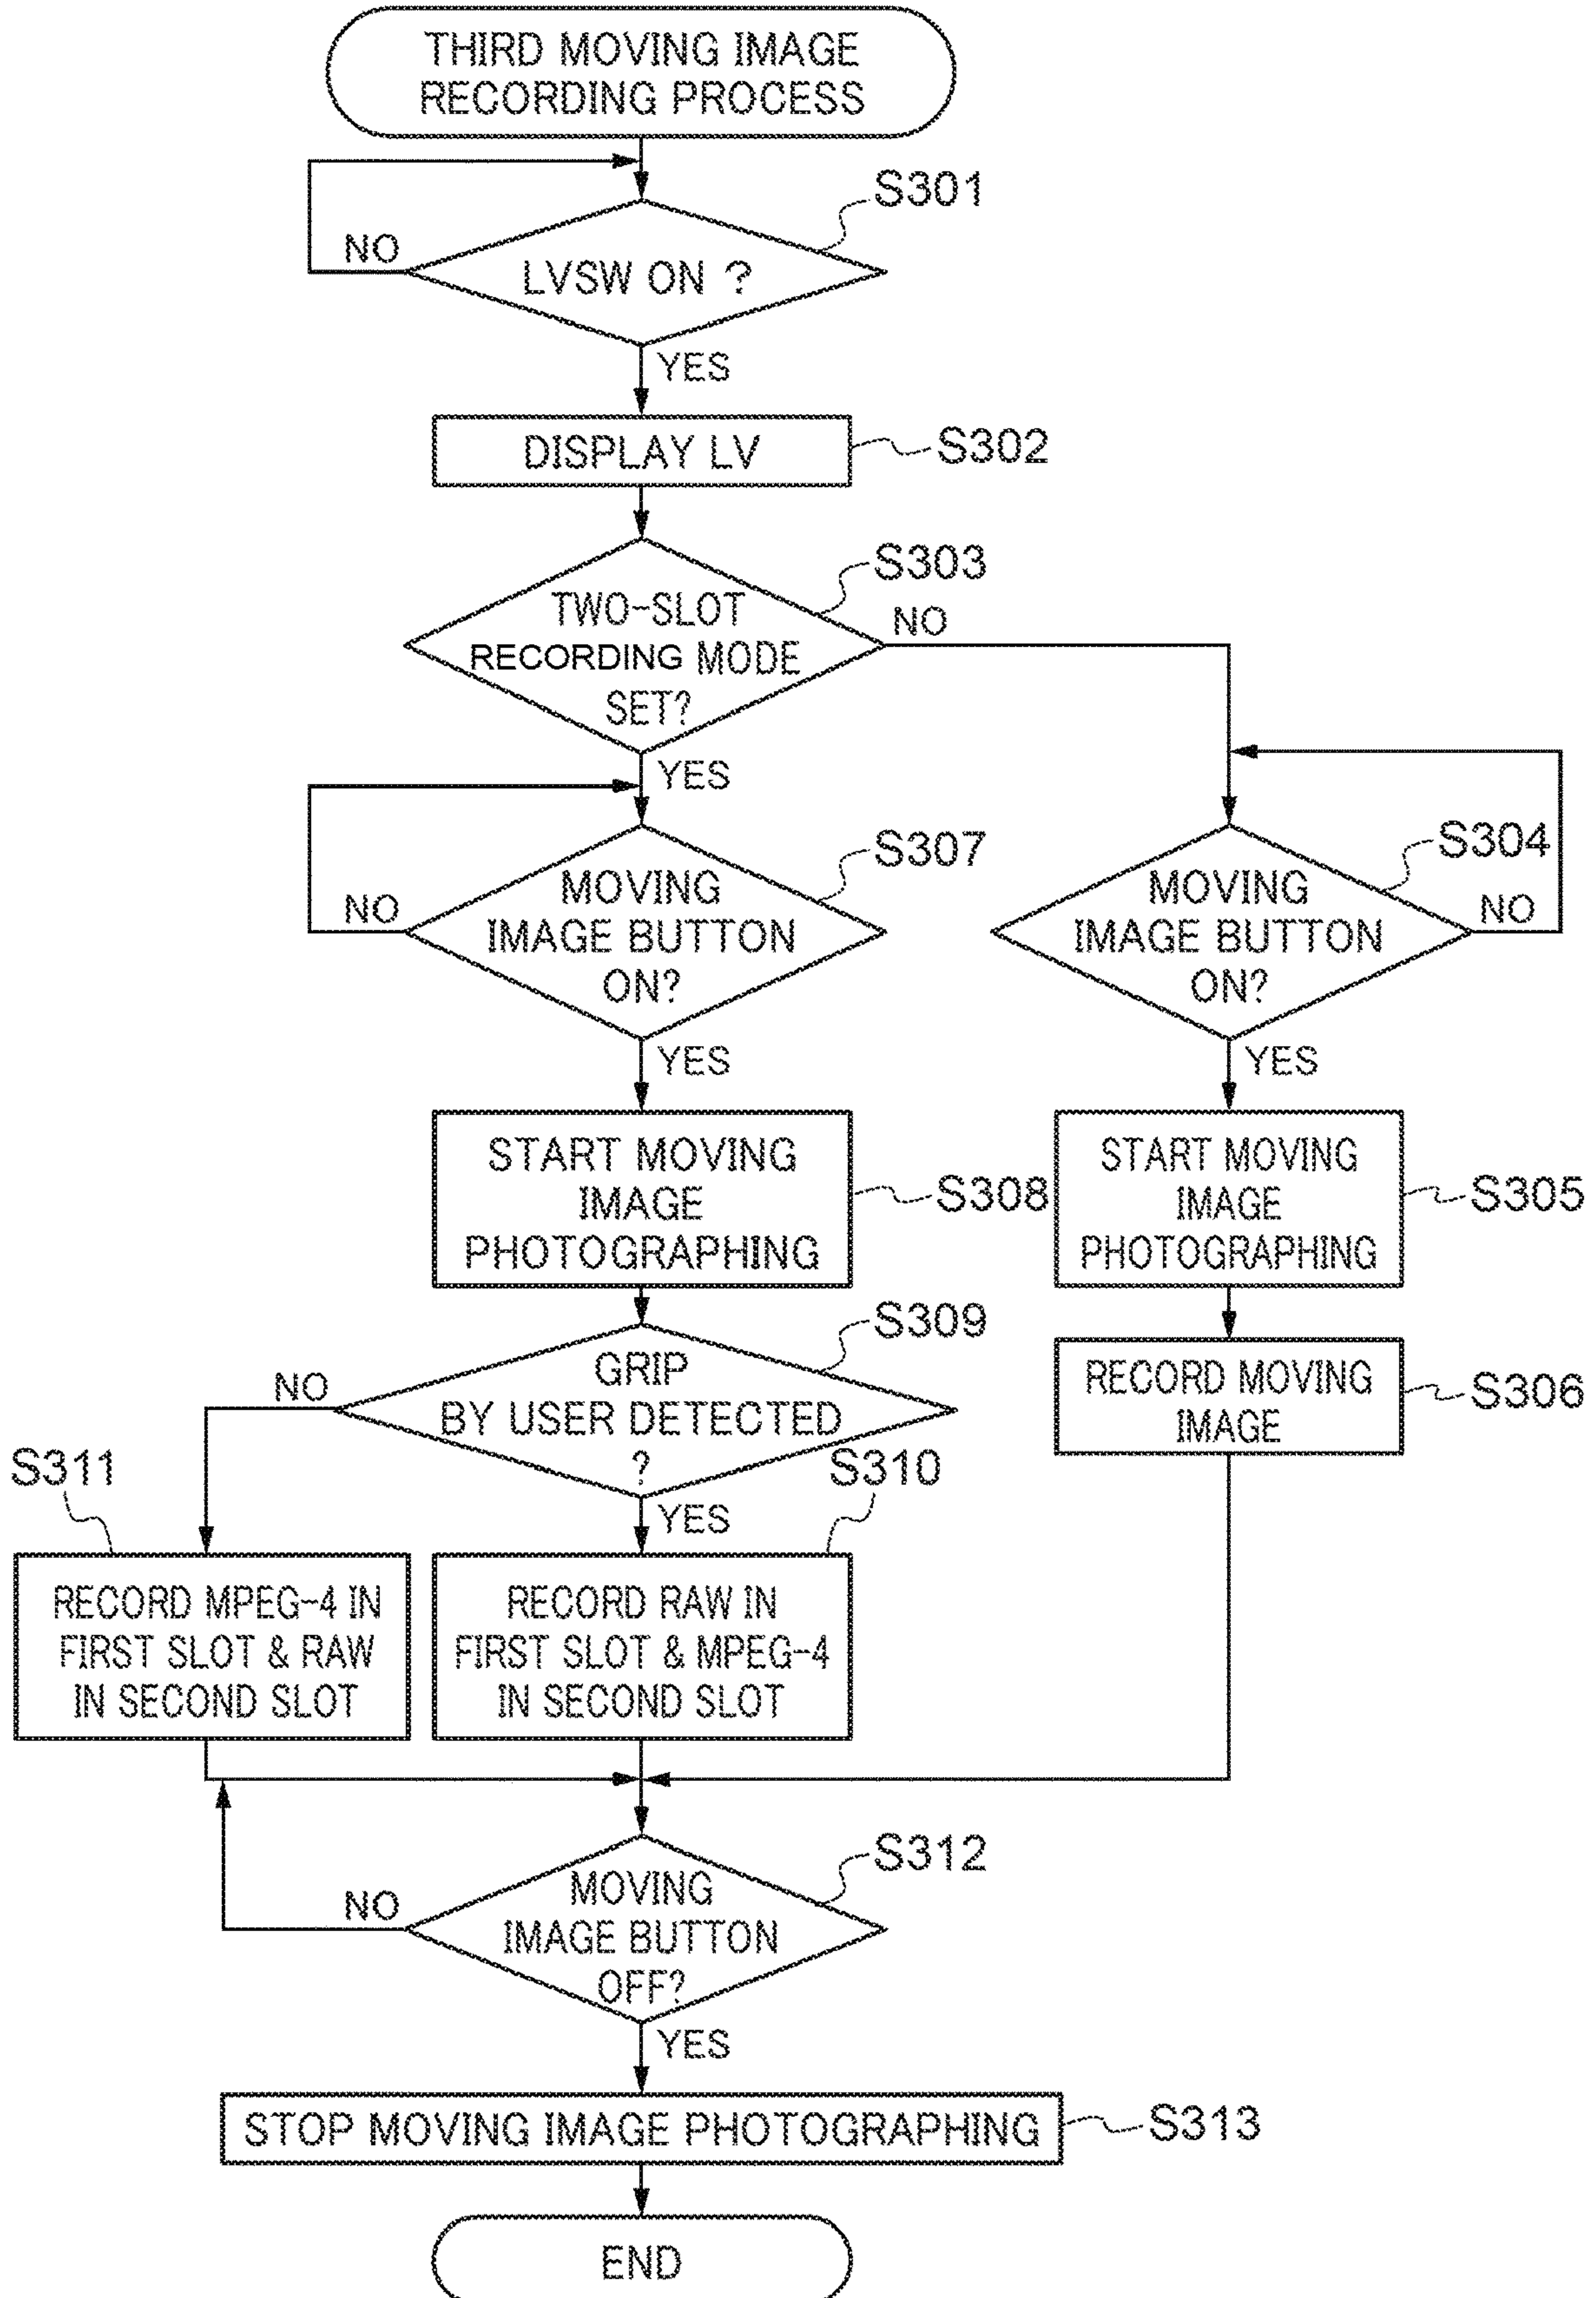 THIRD MOVING IMAGE
RECORDING PROCESS
S301
NO
LVSW ON ?
YES
DISPLAY LV
S302
S303
TWO-SLOT
RECORDING MODE
SET?
NO
YES
S307
MOVING
IMAGE BUTTON
ON?
NO
YES
S304
MOVING
IMAGE BUTTON
ON?
NO
YES
START MOVING
IMAGE
PHOTOGRAPHING
S308
START MOVING
IMAGE
PHOTOGRAPHING
S305
S309
GRIP
BY USER DETECTED
?
NO
YES
RECORD MOVING
IMAGE
S306
S311
S310
RECORD MPEG-4 IN
FIRST SLOT & RAW
IN SECOND SLOT
RECORD RAW IN
FIRST SLOT & MPEG-4
IN SECOND SLOT
S312
MOVING
IMAGE BUTTON
OFF?
NO
YES
STOP MOVING IMAGE PHOTOGRAPHING
S313
END